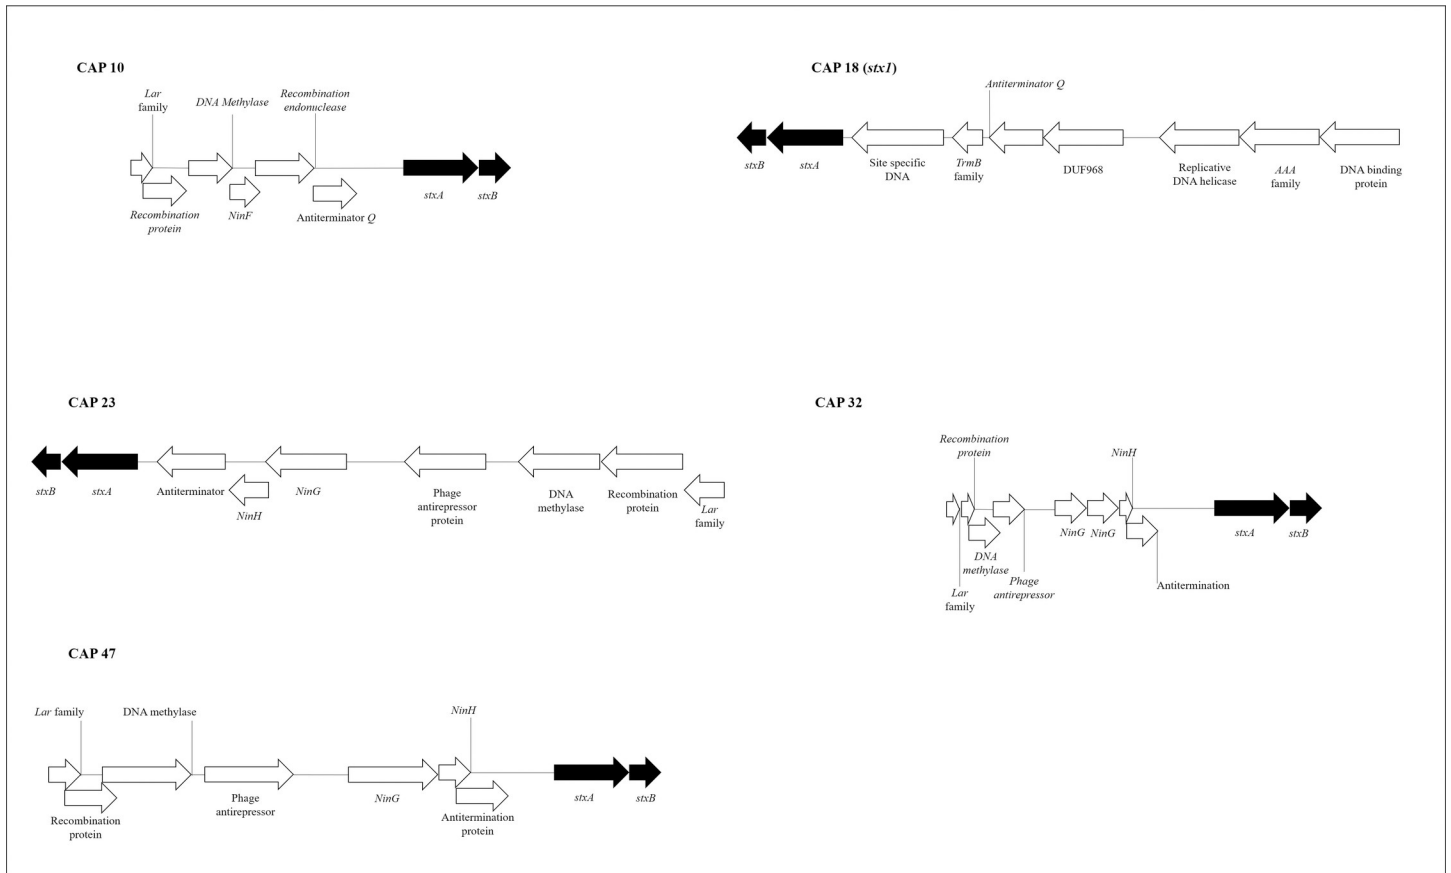 CAP 10
Lar
family
DNA Methylase
Recombination
endonuclease
Recombination
protein
NinF
Antiterminator Q
stxA
stxB
CAP 18 (stx1)
Antiterminator Q
stxB
stxA
Site specific
DNA
TrmB
family
DUF968
Replicative
DNA helicase
AAA
family
DNA binding
protein
CAP 23
stxB
stxA
Antiterminator
NinH
NinG
Phage
antirepressor
protein
DNA
methylase
Recombination
protein
Lar
family
CAP 32
Recombination
protein
NinH
Lar
family
DNA
methylase
Phage
antirepressor
NinG
NinG
Antitermination
stxA
stxB
CAP 47
Lar family
DNA methylase
NinH
Recombination
protein
Phage
antirepressor
NinG
Antitermination
protein
stxA
stxB